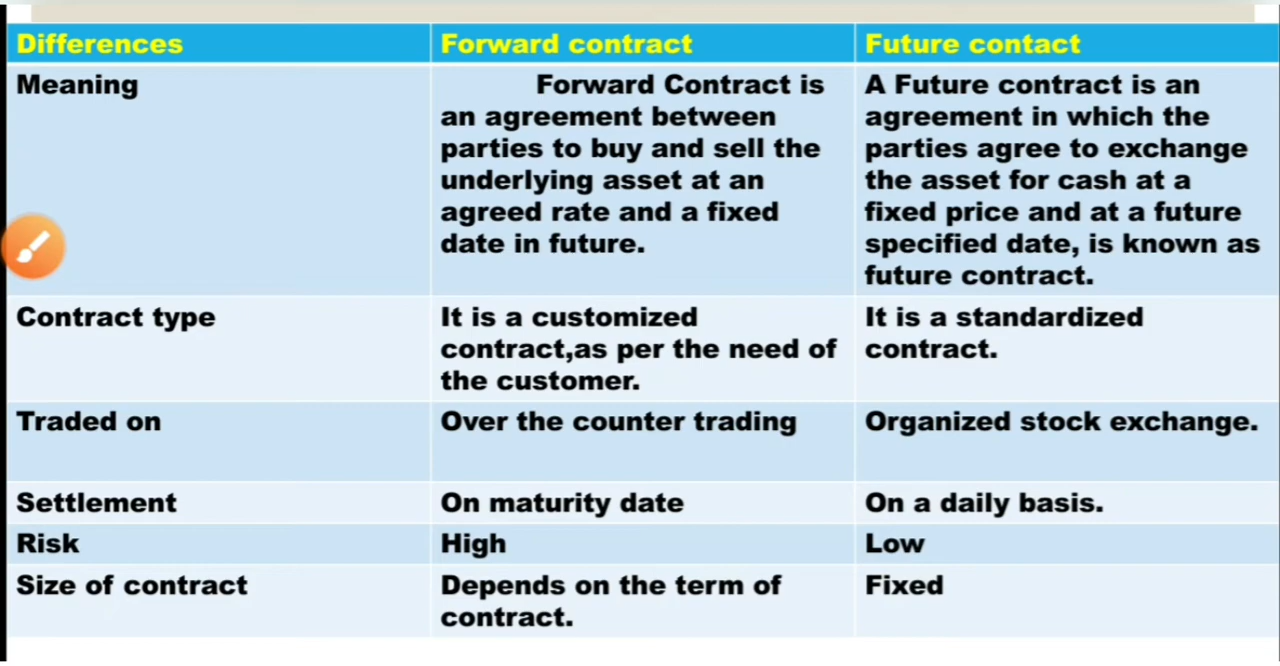 Differences
Forward contract
Future contact
Meaning
Forward Contract is
an agreement between
parties to buy and sell the
underlying asset at an
agreed rate and a fixed
date in future.
A Future contract is an
agreement in which the
parties agree to exchange
the asset for cash at a
fixed price and at a future
specified date, is known as
future contract.
Contract type
It is a customized
contract,as per the need of
the customer.
It is a standardized
contract.
Traded on
Over the counter trading
Organized stock exchange.
Settlement
On maturity date
On a daily basis.
Risk
High
Low
Size of contract
Depends on the term of
contract.
Fixed